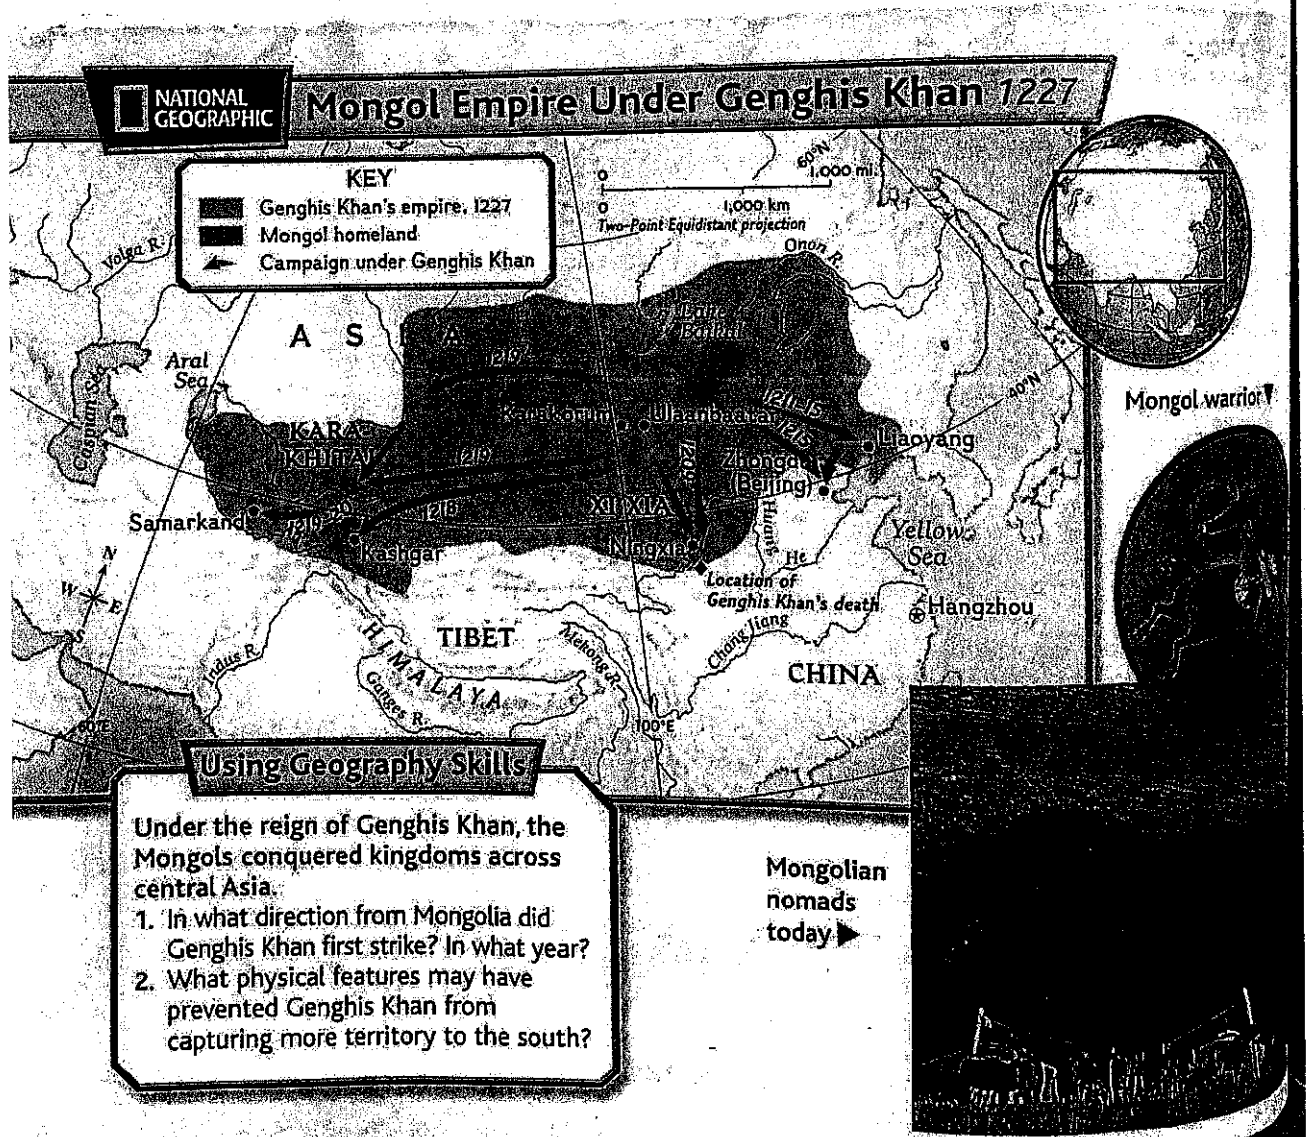 NATIONAL
GEOGRAPHIC
Mongol Empire Under Genghis Khan 1227
KEY
Genghis Khan's empire, 1227
Mongol homeland
Campaign under Genghis Khan
0
1,000 mi.
0
1,000 km
Two-Point Equidistant projection
60°N
Onon R.
Volga R.
A S I A
Lake
Baikal
Aral
Sea
Caspian Sea
1219
40°N
Mongol warrior
1211-15
Karakorum
Ulaanbaatar
1215
Liaoyang
KARA-
KHITAI
1219
1209
Zhongdu
(Beijing)
XI XIA
1218
Samarkand
1219
Kashgar
Ningxia
Huang
He
Yellow
Sea
Location of
Genghis Khan's death
Hangzhou
N
W
E
S
TIBET
HIMALAYA
Mekong R.
Chang Jiang
CHINA
Indus R.
Ganges R.
60°E
100°E
Using Geography Skills
Under the reign of Genghis Khan, the
Mongols conquered kingdoms across
central Asia.
1. In what direction from Mongolia did
Genghis Khan first strike? In what year?
2. What physical features may have
prevented Genghis Khan from
capturing more territory to the south?
Mongolian
nomads
today